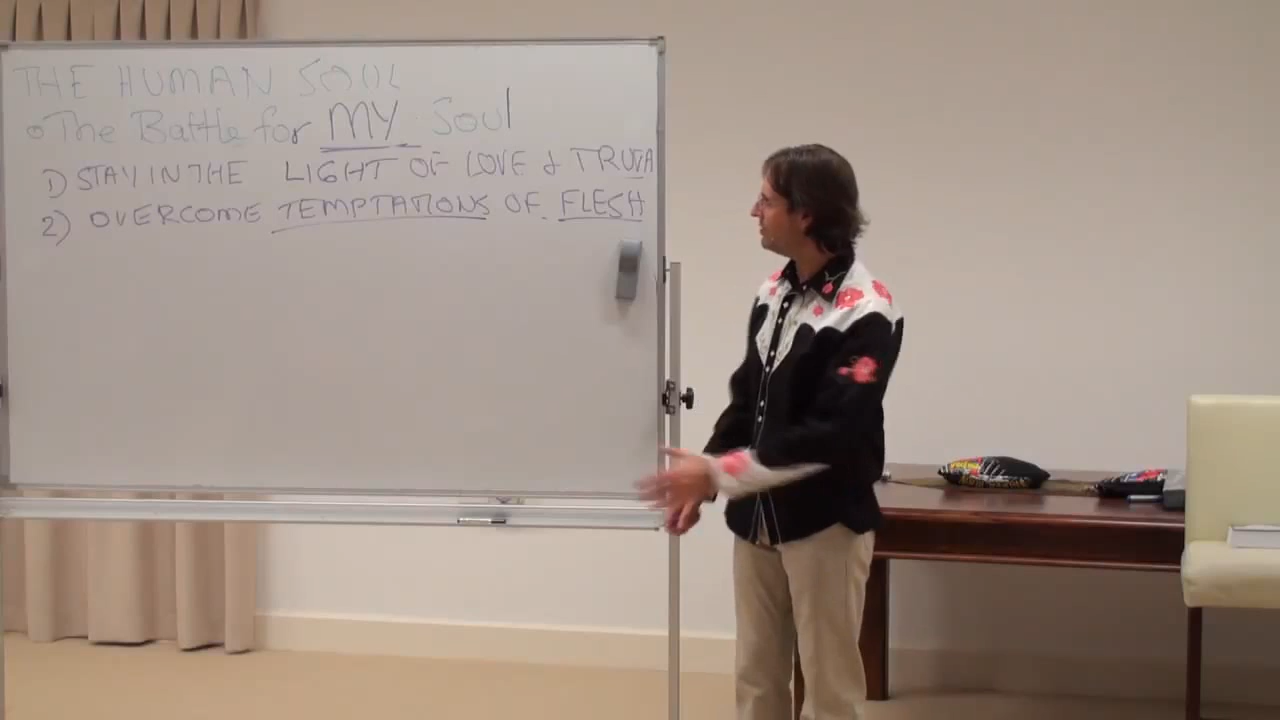 THE HUMAN SOUL
• The Battle for MY Soul
1) STAY IN THE LIGHT OF LOVE & TRUTH
2) OVERCOME TEMPTATIONS OF FLESH